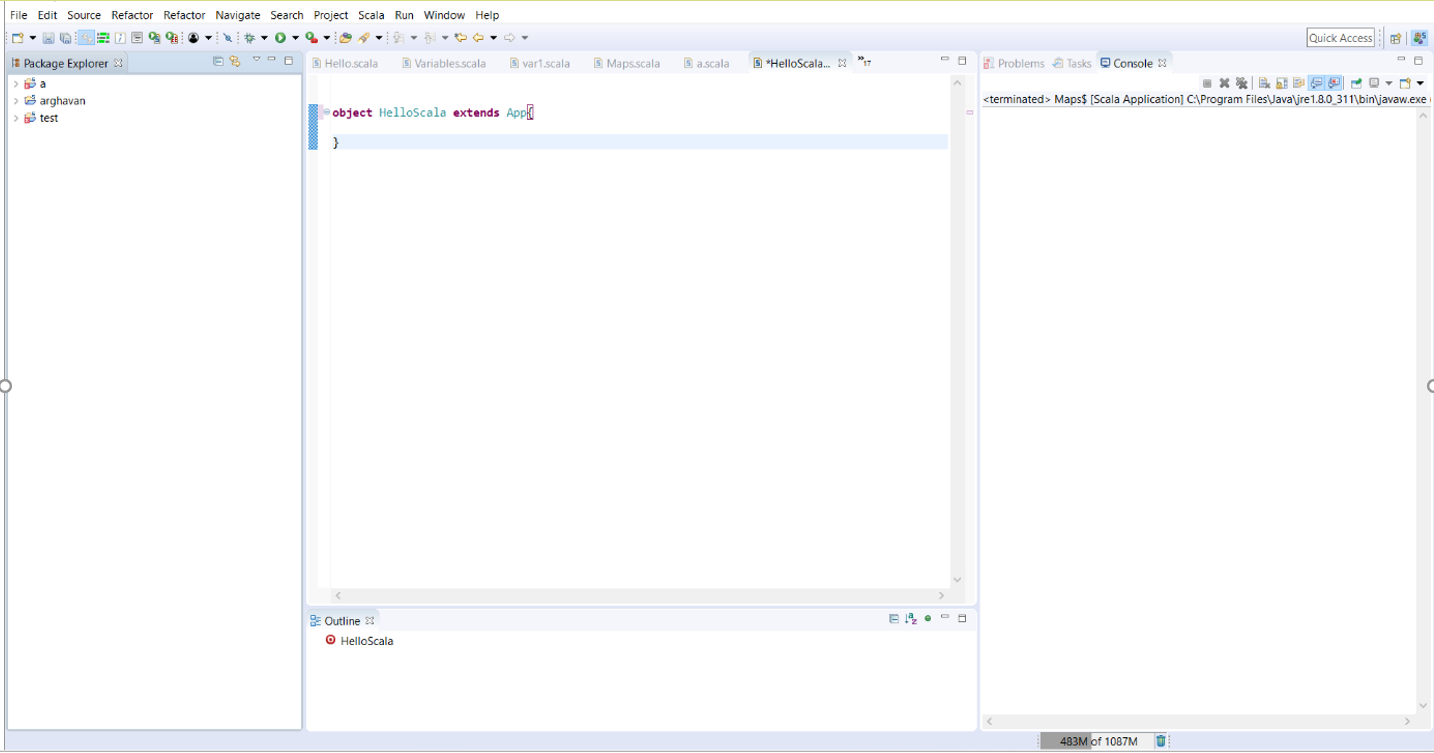 File Edit Source Refactor Refactor Navigate Search Project Scala Run Window Help
Quick Access
Package Explorer
a
arghavan
test
Hello.scala Variables.scala var1.scala Maps.scala a.scala *HelloScala... »17
object HelloScala extends App{
}
Outline
HelloScala
Problems Tasks Console
<terminated> Maps$ [Scala Application] C:\Program Files\Java\jre1.8.0_311\bin\javaw.exe (
483M of 1087M